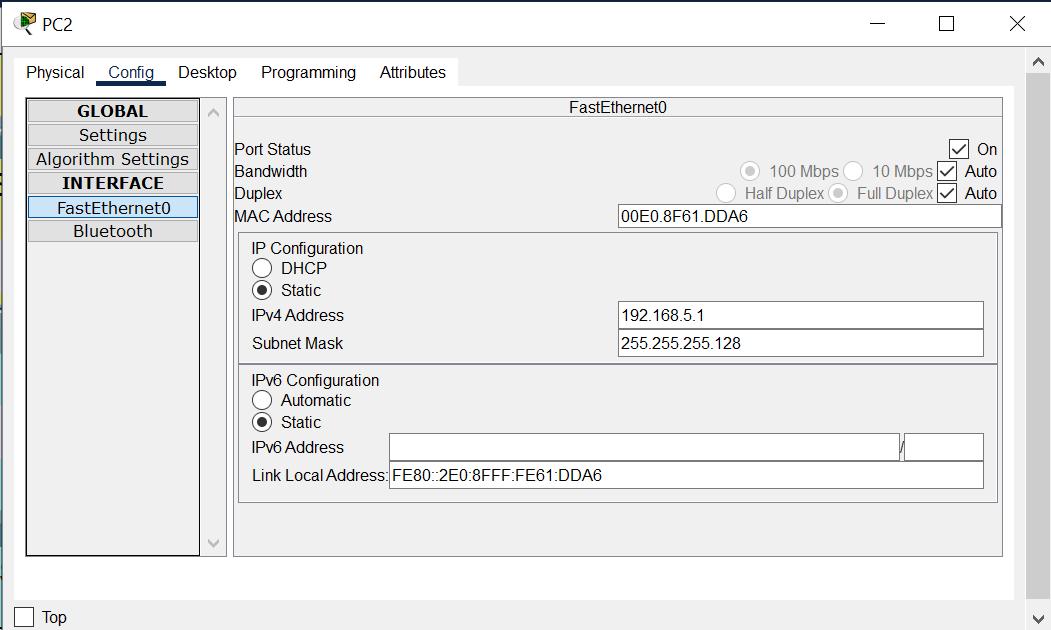 PC2
Physical Config Desktop Programming Attributes
GLOBAL
Settings
Algorithm Settings
INTERFACE
FastEthernet0
Bluetooth
FastEthernet0
Port Status On
Bandwidth 100 Mbps 10 Mbps Auto
Duplex Half Duplex Full Duplex Auto
MAC Address 00E0.8F61.DDA6
IP Configuration
DHCP
Static
IPv4 Address 192.168.5.1
Subnet Mask 255.255.255.128
IPv6 Configuration
Automatic
Static
IPv6 Address /
Link Local Address: FE80::2E0:8FFF:FE61:DDA6
Top